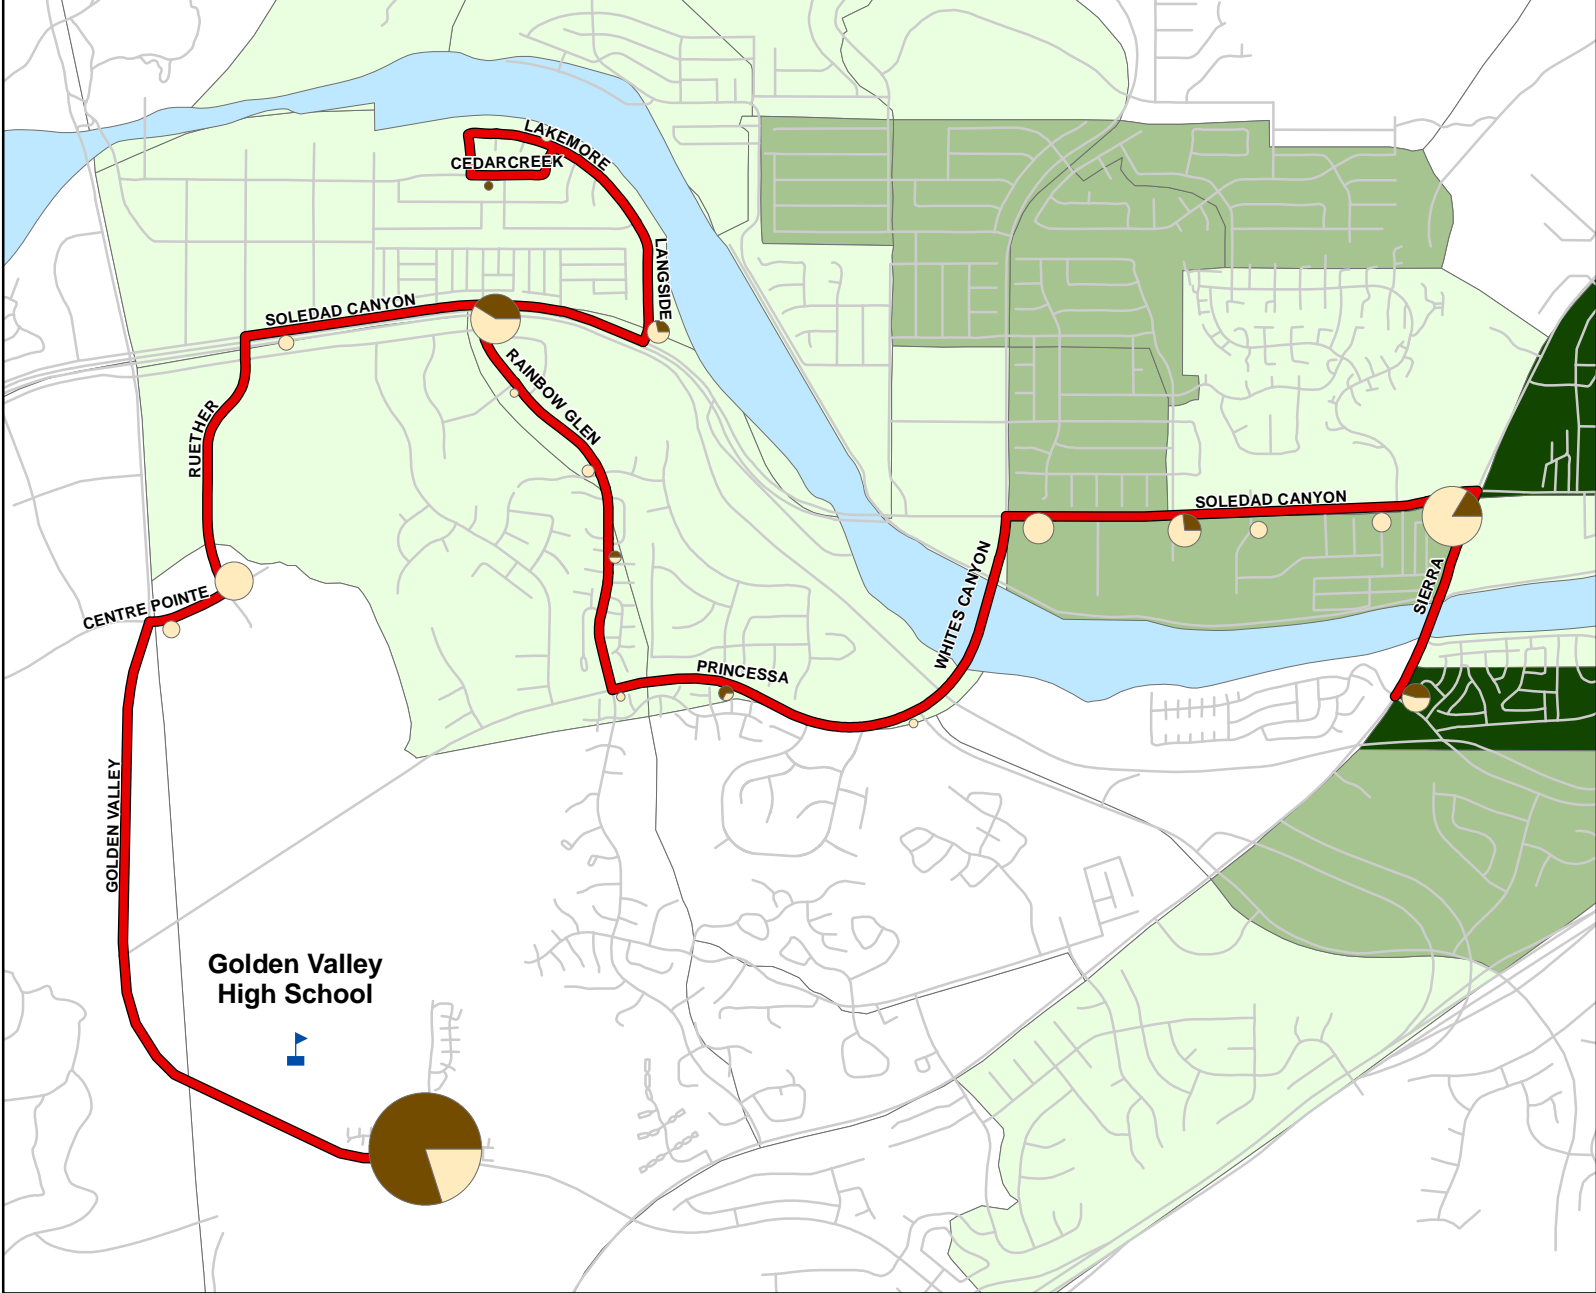 LAKEMORE
CEDARCREEK
LANGSIDE
SOLEDAD CANYON
RAINBOW GLEN
RUETHER
SOLEDAD CANYON
WHITES CANYON
SIERRA
CENTRE POINTE
PRINCESSA
GOLDEN VALLEY
Golden Valley
High School